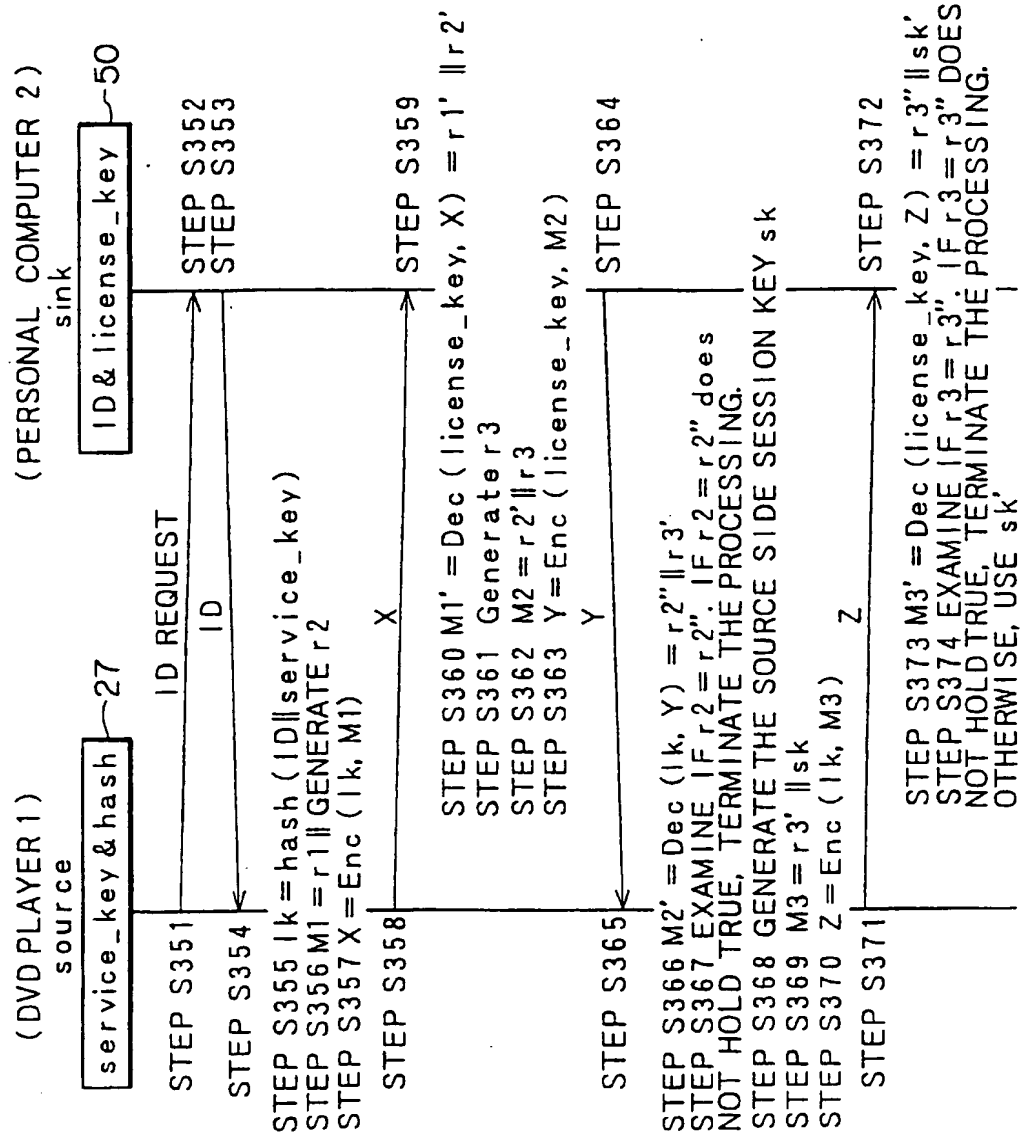 (DVD PLAYER 1)
source
service_key & hash
27
(PERSONAL COMPUTER 2)
sink
ID & license_key
50
STEP S351
ID REQUEST
STEP S352
STEP S353
ID
STEP S354
STEP S355 lk = hash (ID ‖ service_key)
STEP S356 M1 = r1 ‖ GENERATE r2
STEP S357 X = Enc (lk, M1)
STEP S358
X
STEP S359
STEP S360 M1' = Dec (license_key, X) = r1' ‖ r2'
STEP S361 Generate r3
STEP S362 M2 = r2' ‖ r3
STEP S363 Y = Enc (license_key, M2)
STEP S364
Y
STEP S365
STEP S366 M2' = Dec (lk, Y) = r2" ‖ r3'
STEP S367 EXAMINE IF r2 = r2". IF r2 = r2" does
NOT HOLD TRUE, TERMINATE THE PROCESSING.
STEP S368 GENERATE THE SOURCE SIDE SESSION KEY sk
STEP S369 M3 = r3' ‖ sk
STEP S370 Z = Enc (lk, M3)
STEP S371
Z
STEP S372
STEP S373 M3' = Dec (license_key, Z) = r3" ‖ sk'
STEP S374 EXAMINE IF r3 = r3". IF r3 = r3" DOES
NOT HOLD TRUE, TERMINATE THE PROCESSING.
OTHERWISE, USE sk'